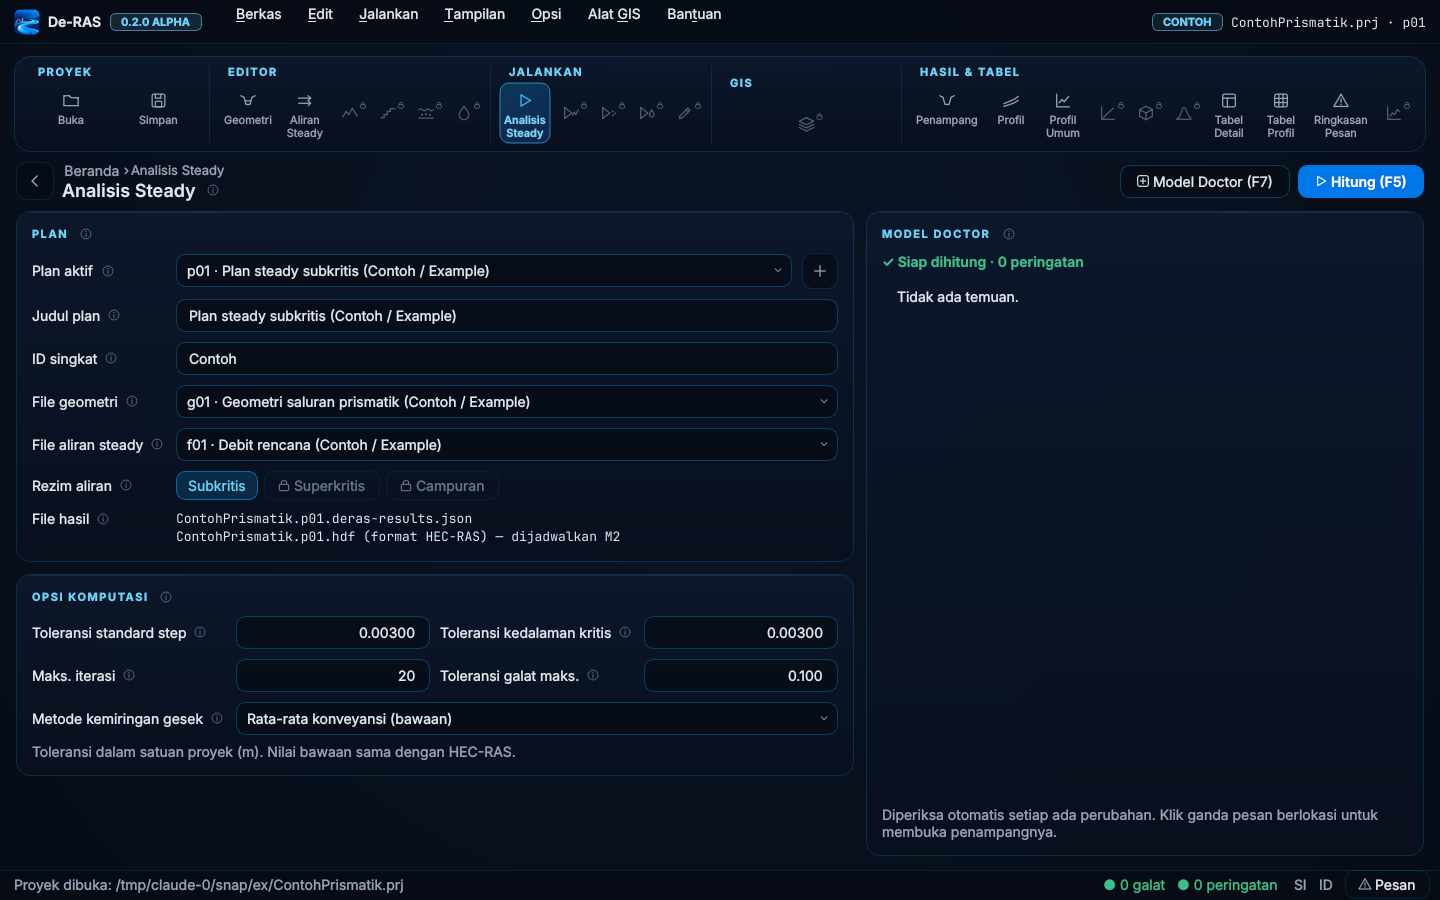 De-RAS 0.2.0 ALPHA Berkas Edit Jalankan Tampilan Opsi Alat GIS Bantuan CONTOH ContohPrismatik.prj · p01
PROYEK EDITOR JALANKAN GIS HASIL & TABEL
Buka Simpan Geometri Aliran Steady Analisis Steady Penampang Profil Profil Umum Tabel Detail Tabel Profil Ringkasan Pesan
Beranda › Analisis Steady
Analisis Steady
Model Doctor (F7) Hitung (F5)
PLAN
Plan aktif p01 · Plan steady subkritis (Contoh / Example)
Judul plan Plan steady subkritis (Contoh / Example)
ID singkat Contoh
File geometri g01 · Geometri saluran prismatik (Contoh / Example)
File aliran steady f01 · Debit rencana (Contoh / Example)
Rezim aliran Subkritis Superkritis Campuran
File hasil ContohPrismatik.p01.deras-results.json
ContohPrismatik.p01.hdf (format HEC-RAS) — dijadwalkan M2
OPSI KOMPUTASI
Toleransi standard step 0.00300 Toleransi kedalaman kritis 0.00300
Maks. iterasi 20 Toleransi galat maks. 0.100
Metode kemiringan gesek Rata-rata konveyansi (bawaan)
Toleransi dalam satuan proyek (m). Nilai bawaan sama dengan HEC-RAS.
MODEL DOCTOR
✓ Siap dihitung · 0 peringatan
Tidak ada temuan.
Diperiksa otomatis setiap ada perubahan. Klik ganda pesan berlokasi untuk
membuka penampangnya.
Proyek dibuka: /tmp/claude-0/snap/ex/ContohPrismatik.prj 0 galat 0 peringatan SI ID Pesan